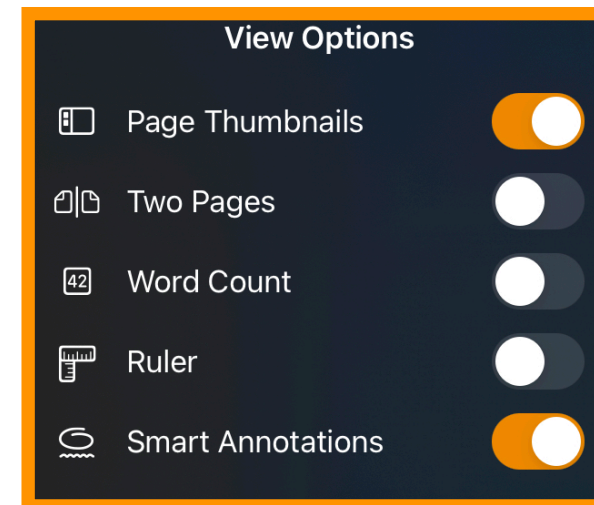 View Options
Page Thumbnails
Two Pages
42 Word Count
Ruler
Smart Annotations